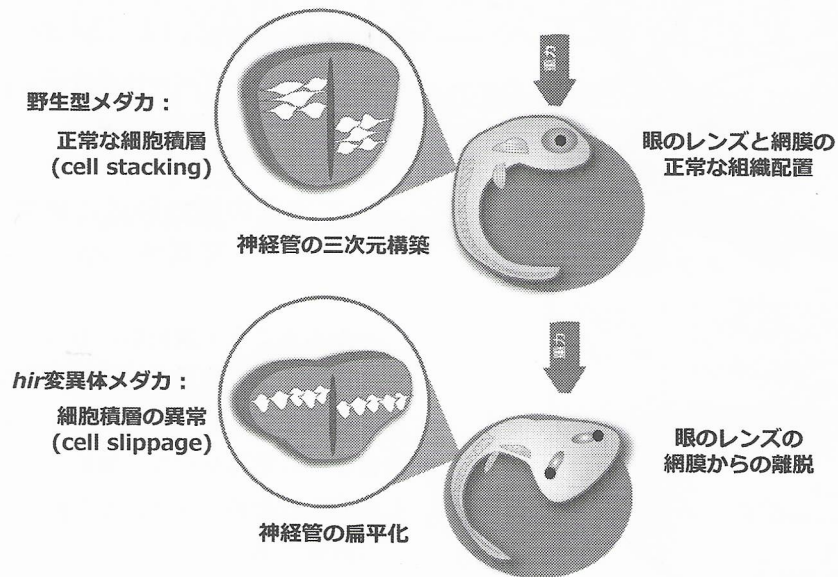 重力
野生型メダカ：
正常な細胞積層
(cell stacking)
眼のレンズと網膜の
正常な組織配置
神経管の三次元構築
重力
hir変異体メダカ：
細胞積層の異常
(cell slippage)
眼のレンズの
網膜からの離脱
神経管の扁平化